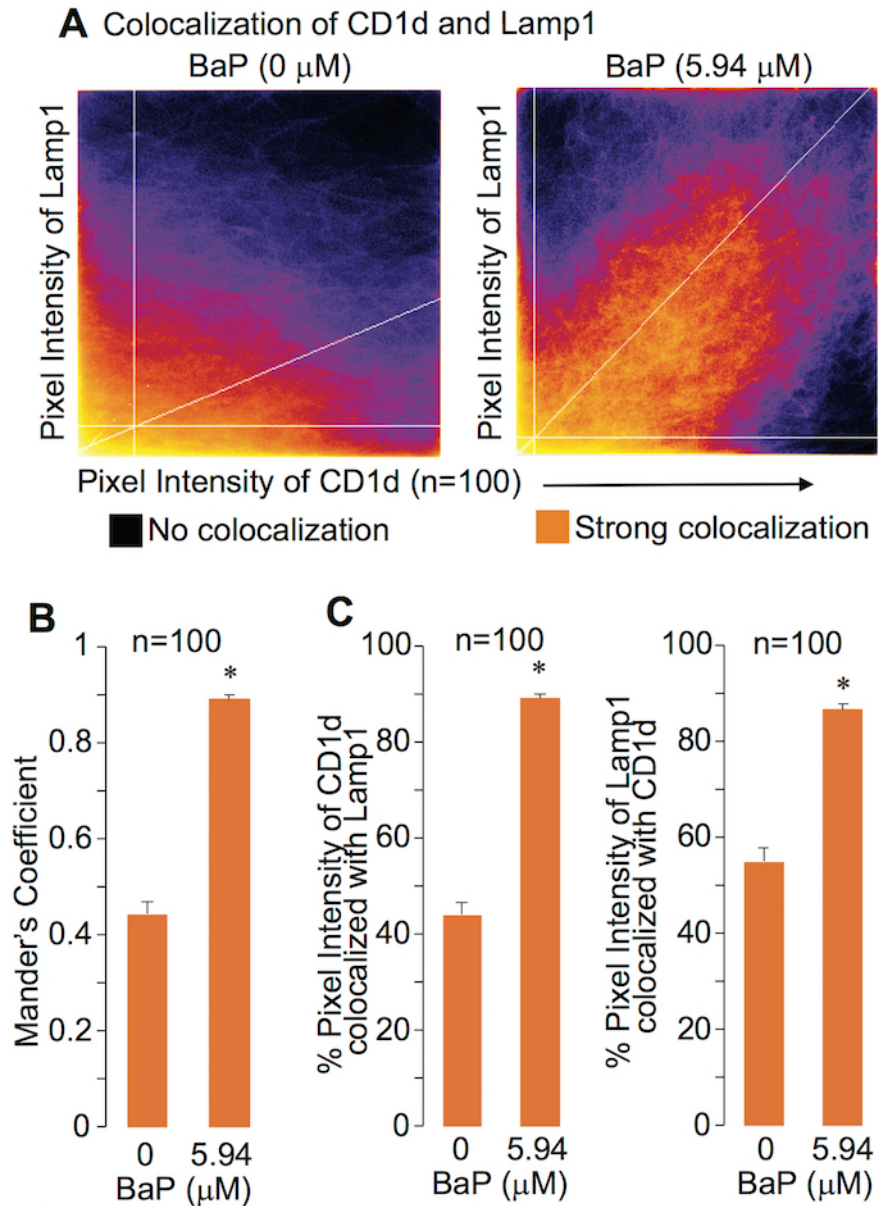 A Colocalization of CD1d and Lamp1
BaP (0 μM)
BaP (5.94 μM)
Pixel Intensity of Lamp1
Pixel Intensity of Lamp1
Pixel Intensity of CD1d (n=100)
No colocalization
Strong colocalization
B
n=100
Mander's Coefficient
1
0.8
0.6
0.4
0.2
0
*
0
5.94
BaP (μM)
C
n=100
% Pixel Intensity of CD1d
colocalized with Lamp1
100
80
60
40
20
0
*
0
5.94
BaP (μM)
n=100
% Pixel Intensity of Lamp1
colocalized with CD1d
100
80
60
40
20
0
*
0
5.94
BaP (μM)